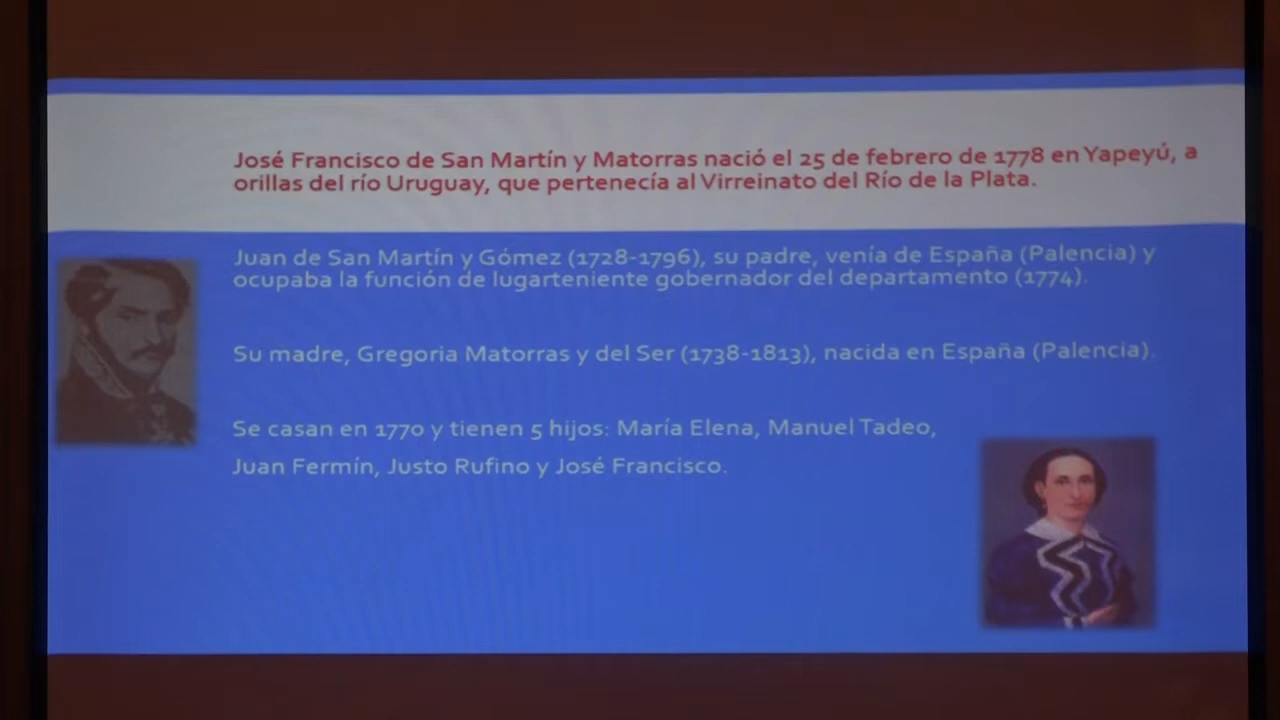 José Francisco de San Martín y Matorras nació el 25 de febrero de 1778 en Yapeyú, a
orillas del río Uruguay, que pertenecía al Virreinato del Río de la Plata.
Juan de San Martín y Gómez (1728-1796), su padre, venía de España (Palencia) y
ocupaba la función de lugarteniente gobernador del departamento (1774).
Su madre, Gregoria Matorras y del Ser (1738-1813), nacida en España (Palencia).
Se casan en 1770 y tienen 5 hijos: María Elena, Manuel Tadeo,
Juan Fermín, Justo Rufino y José Francisco.